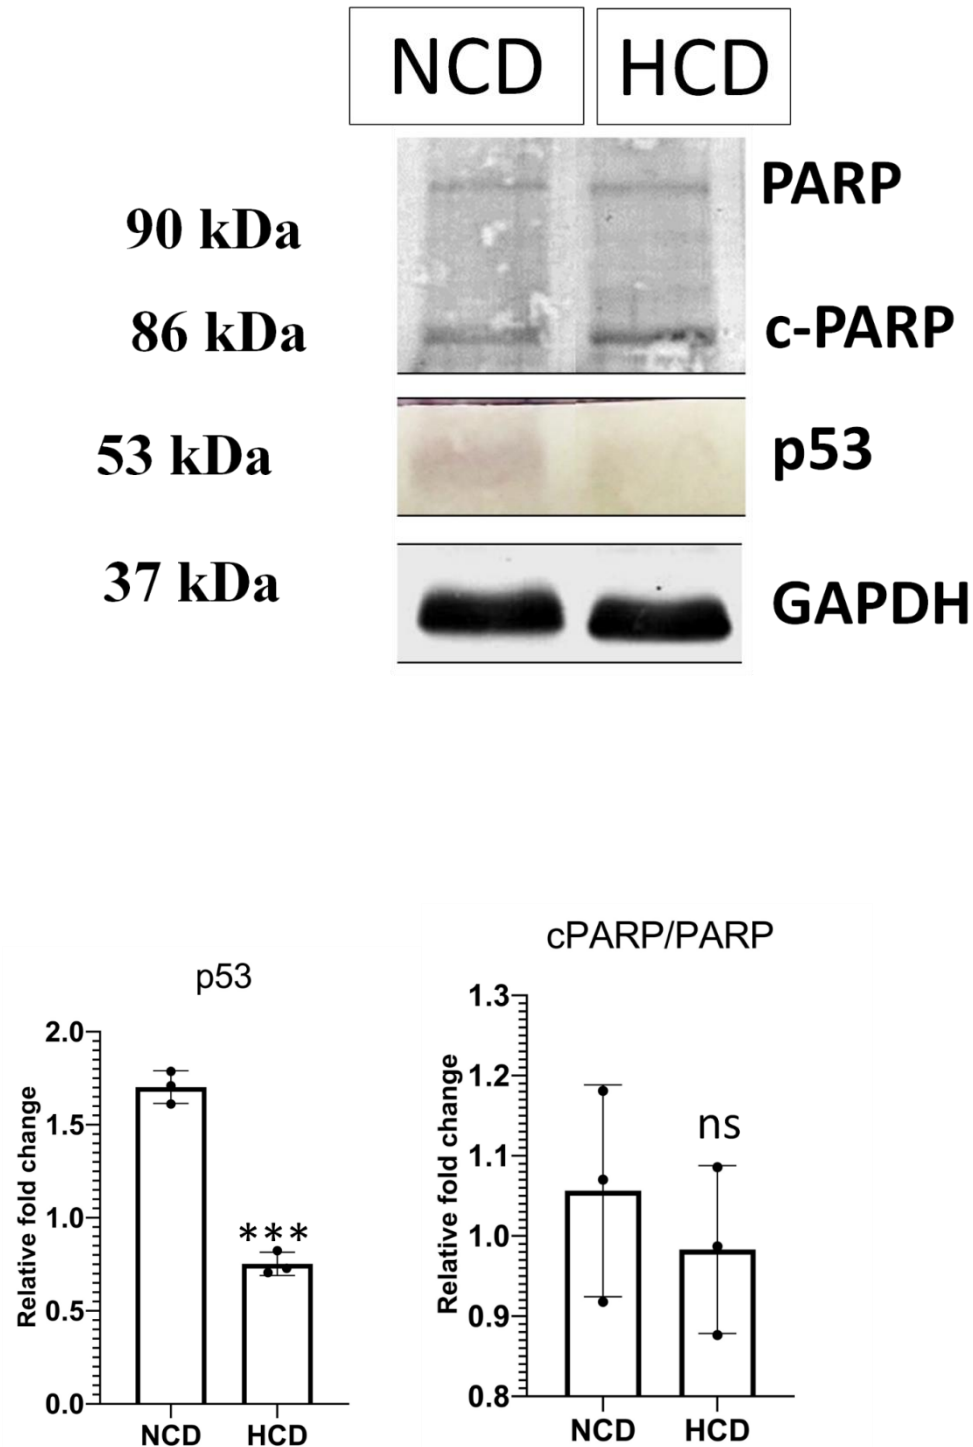 NCD HCD
PARP
90 kDa
86 kDa c-PARP
53 kDa p53
37 kDa GAPDH
p53
Relative fold change
2.0
1.5
1.0
0.5
0.0
***
NCD HCD
cPARP/PARP
Relative fold change
1.3
1.2
1.1
1.0
0.9
0.8
ns
NCD HCD